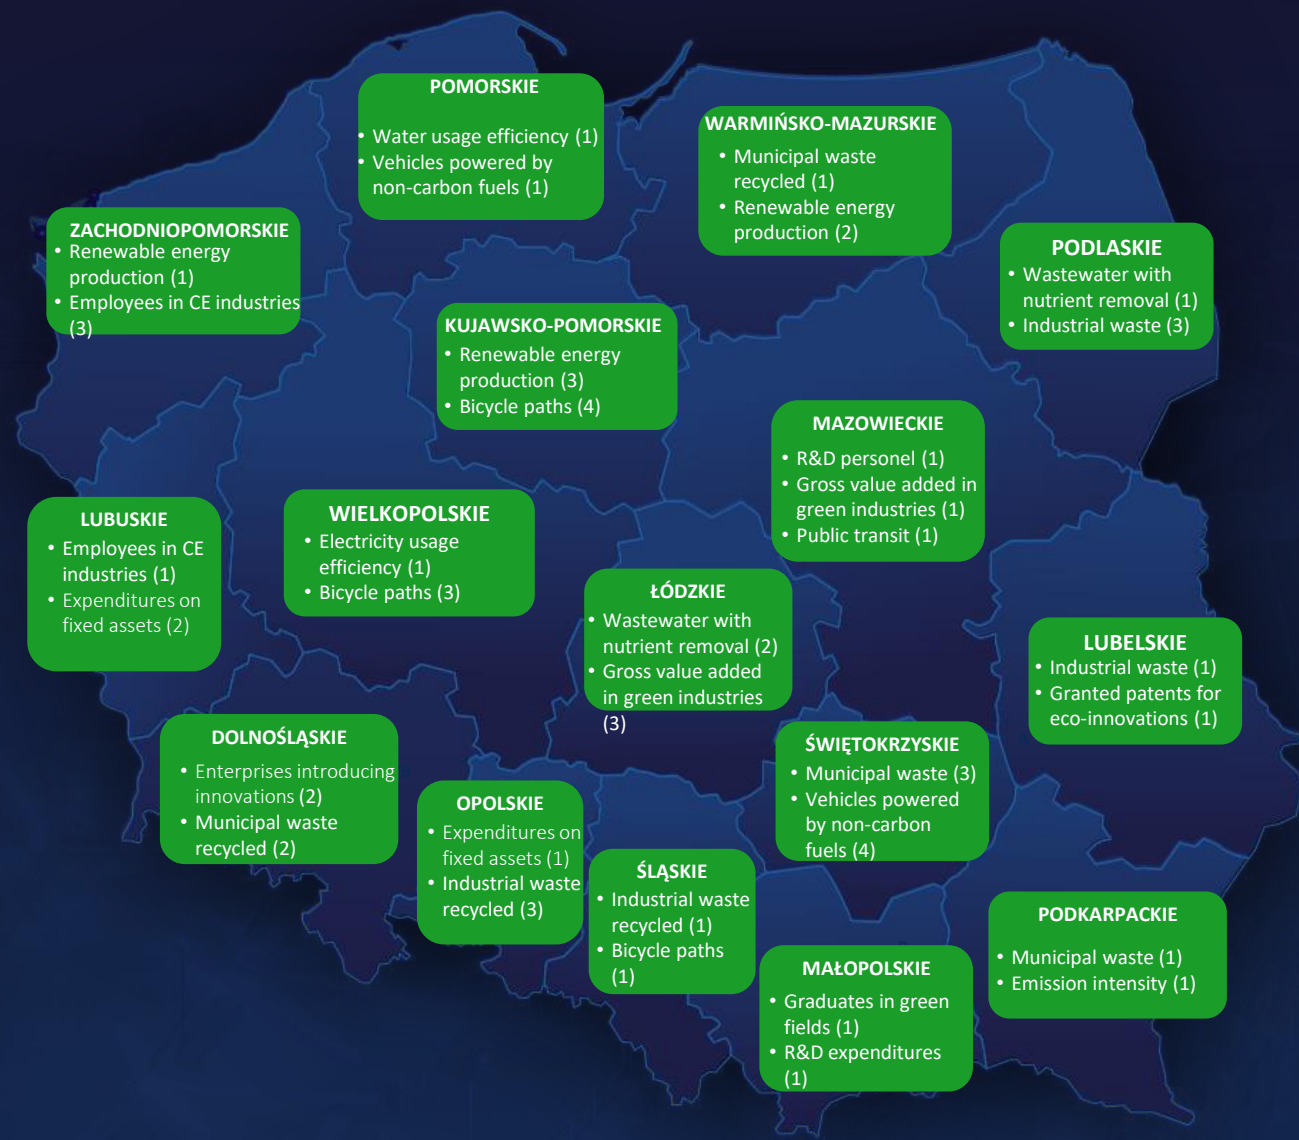 POMORSKIE
• Water usage efficiency (1)
• Vehicles powered by
non-carbon fuels (1)
WARMIŃSKO-MAZURSKIE
• Municipal waste
recycled (1)
• Renewable energy
production (2)
ZACHODNIOPOMORSKIE
• Renewable energy
production (1)
• Employees in CE industries
(3)
PODLASKIE
• Wastewater with
nutrient removal (1)
• Industrial waste (3)
KUJAWSKO-POMORSKIE
• Renewable energy
production (3)
• Bicycle paths (4)
MAZOWIECKIE
• R&D personel (1)
• Gross value added in
green industries (1)
• Public transit (1)
LUBUSKIE
• Employees in CE
industries (1)
• Expenditures on
fixed assets (2)
WIELKOPOLSKIE
• Electricity usage
efficiency (1)
• Bicycle paths (3)
ŁÓDZKIE
• Wastewater with
nutrient removal (2)
• Gross value added
in green industries
(3)
LUBELSKIE
• Industrial waste (1)
• Granted patents for
eco-innovations (1)
DOLNOŚLĄSKIE
• Enterprises introducing
innovations (2)
• Municipal waste
recycled (2)
OPOLSKIE
• Expenditures on
fixed assets (1)
• Industrial waste
recycled (3)
ŚWIĘTOKRZYSKIE
• Municipal waste (3)
• Vehicles powered
by non-carbon
fuels (4)
ŚLĄSKIE
• Industrial waste
recycled (1)
• Bicycle paths
(1)
MAŁOPOLSKIE
• Graduates in green
fields (1)
• R&D expenditures
(1)
PODKARPACKIE
• Municipal waste (1)
• Emission intensity (1)